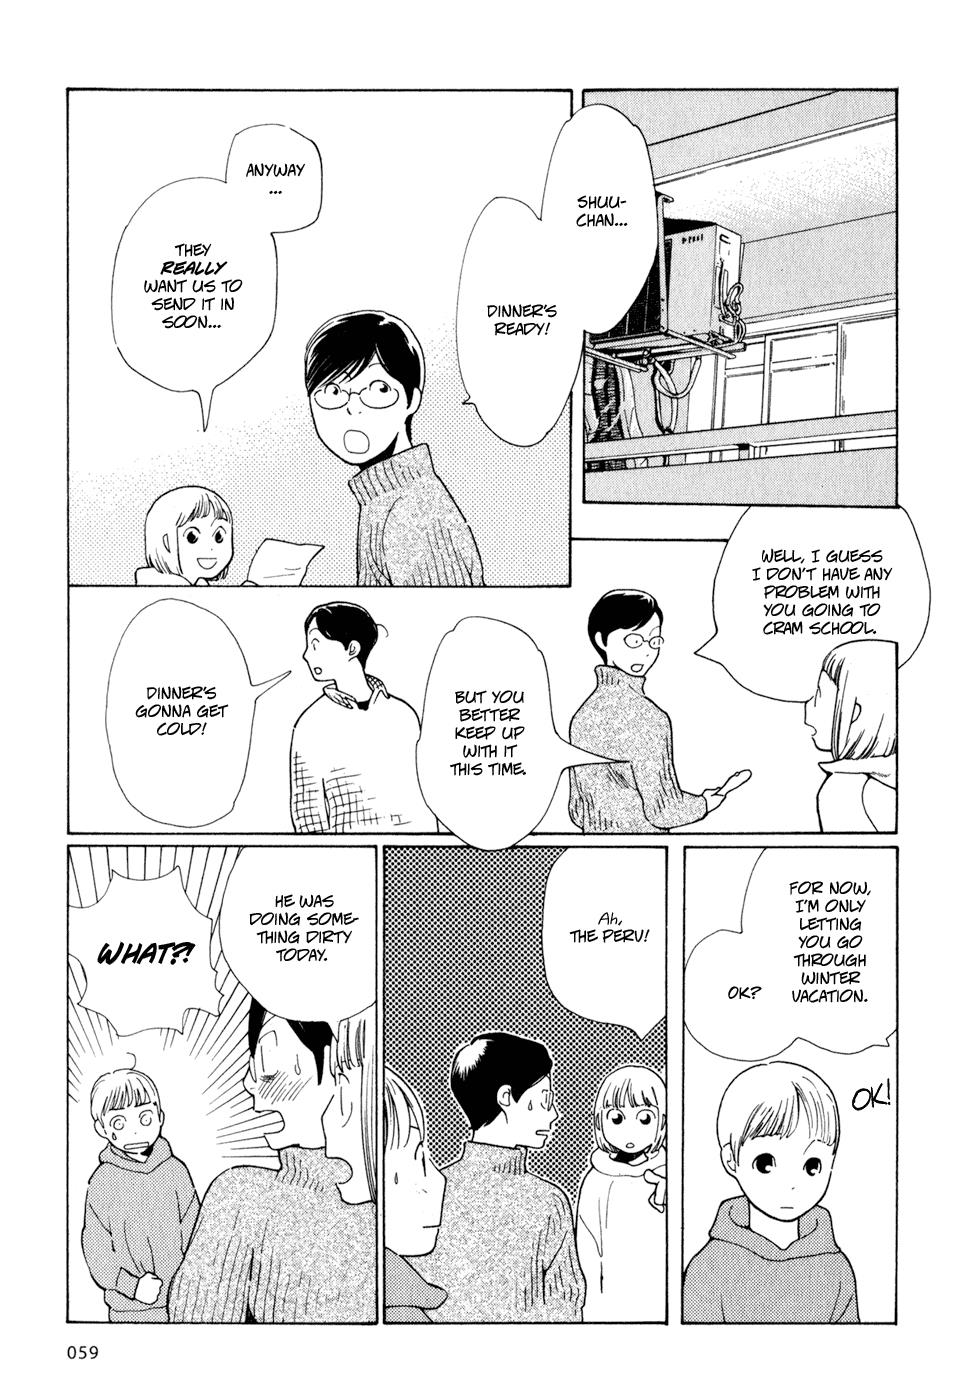 SHUU-
CHAN...
DINNER'S
READY!
ANYWAY
...
THEY
REALLY
WANT US TO
SEND IT IN
SOON...
WELL, I GUESS
I DON'T HAVE ANY
PROBLEM WITH
YOU GOING TO
CRAM SCHOOL.
BUT YOU
BETTER
KEEP UP
WITH IT
THIS TIME.
DINNER'S
GONNA GET
COLD!
FOR NOW,
I'M ONLY
LETTING
YOU GO
THROUGH
WINTER
VACATION.
OK?
OK!
Ah,
THE PERV!
HE WAS
DOING SOME-
THING DIRTY
TODAY.
WHAT?!
059